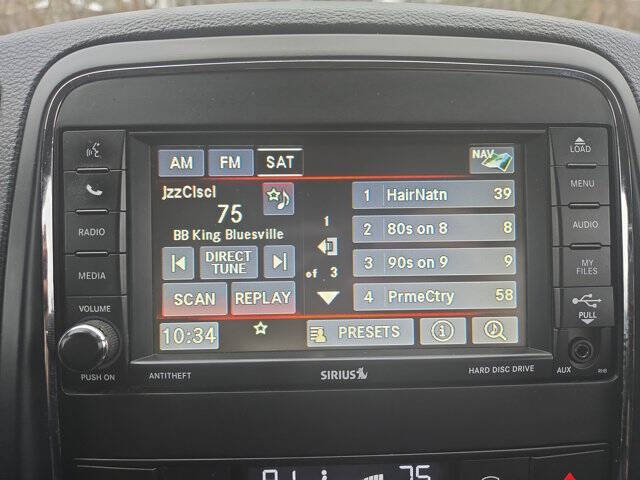 LOAD
MENU
AUDIO
MY FILES
PULL
AUX
RADIO
MEDIA
VOLUME
PUSH ON
ANTITHEFT
SIRIUS
HARD DISC DRIVE
AM FM SAT NAV
JzzClscl
75
BB King Bluesville
DIRECT TUNE
SCAN REPLAY
10:34
1
of 3
1 HairNatn 39
2 80s on 8 8
3 90s on 9 9
4 PrmeCtry 58
PRESETS
75